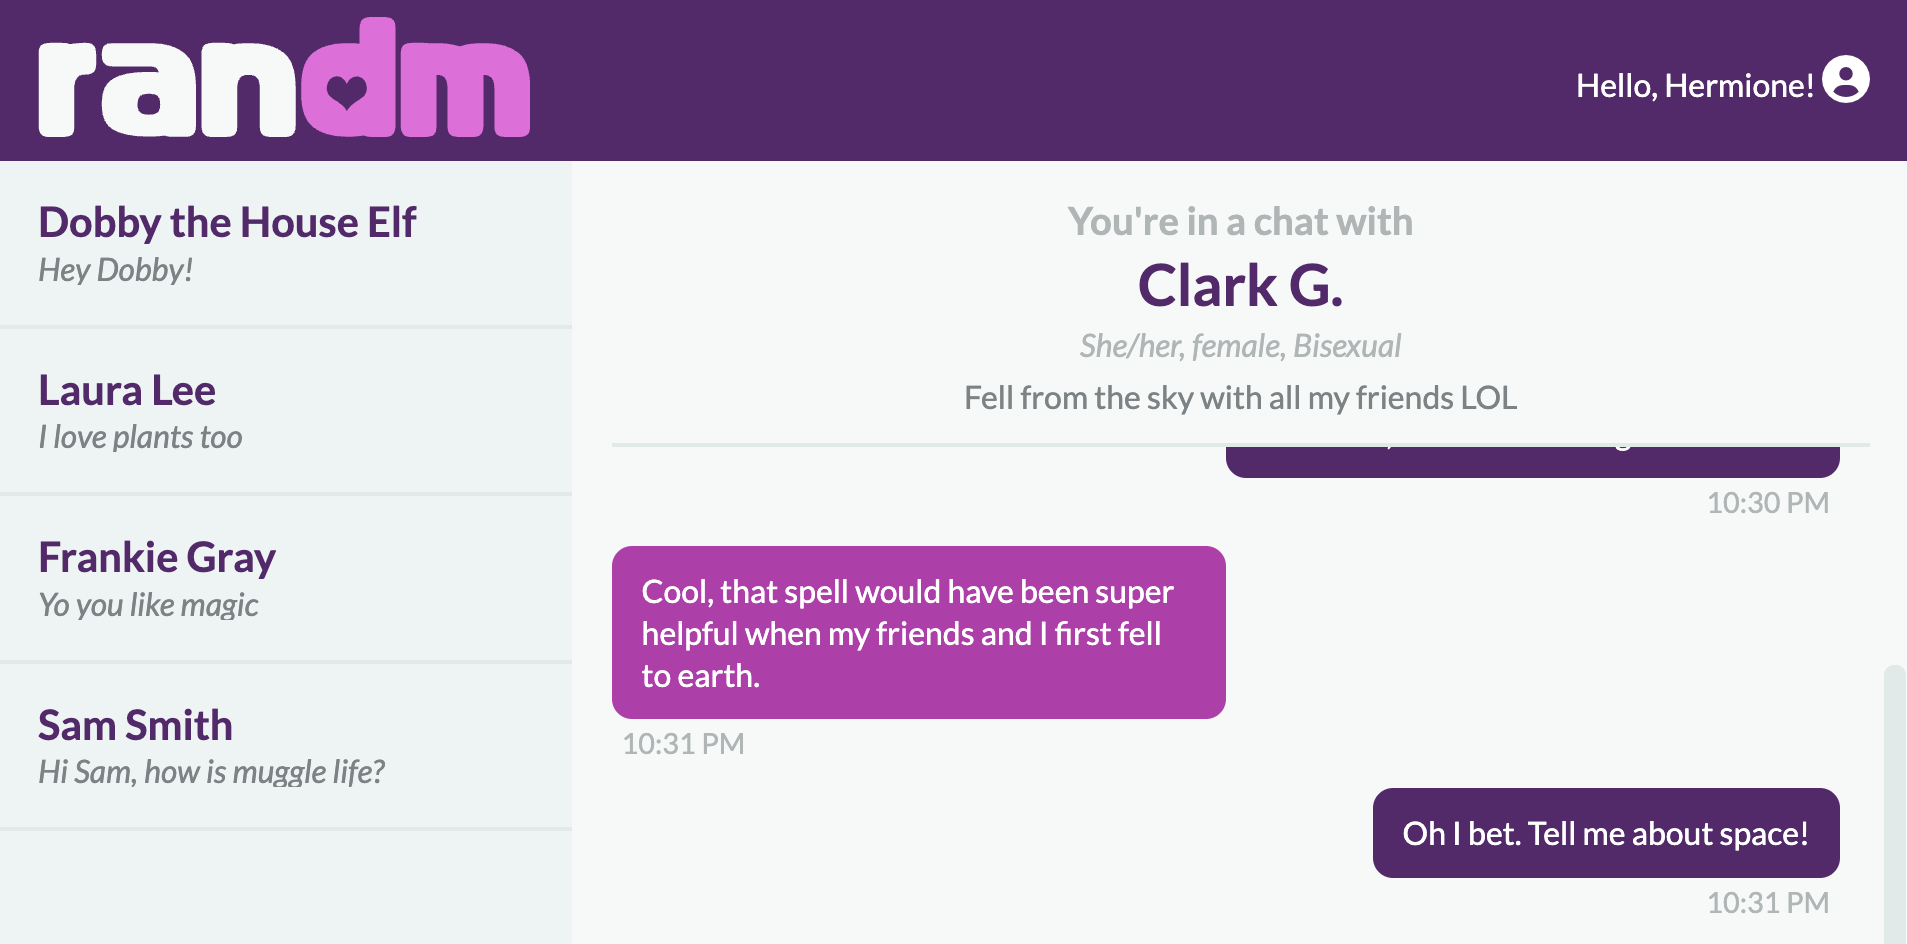 randm
Hello, Hermione!
Dobby the House Elf
Hey Dobby!
Laura Lee
I love plants too
Frankie Gray
Yo you like magic
Sam Smith
Hi Sam, how is muggle life?
You're in a chat with
Clark G.
She/her, female, Bisexual
Fell from the sky with all my friends LOL
10:30 PM
Cool, that spell would have been super
helpful when my friends and I first fell
to earth.
10:31 PM
Oh I bet. Tell me about space!
10:31 PM